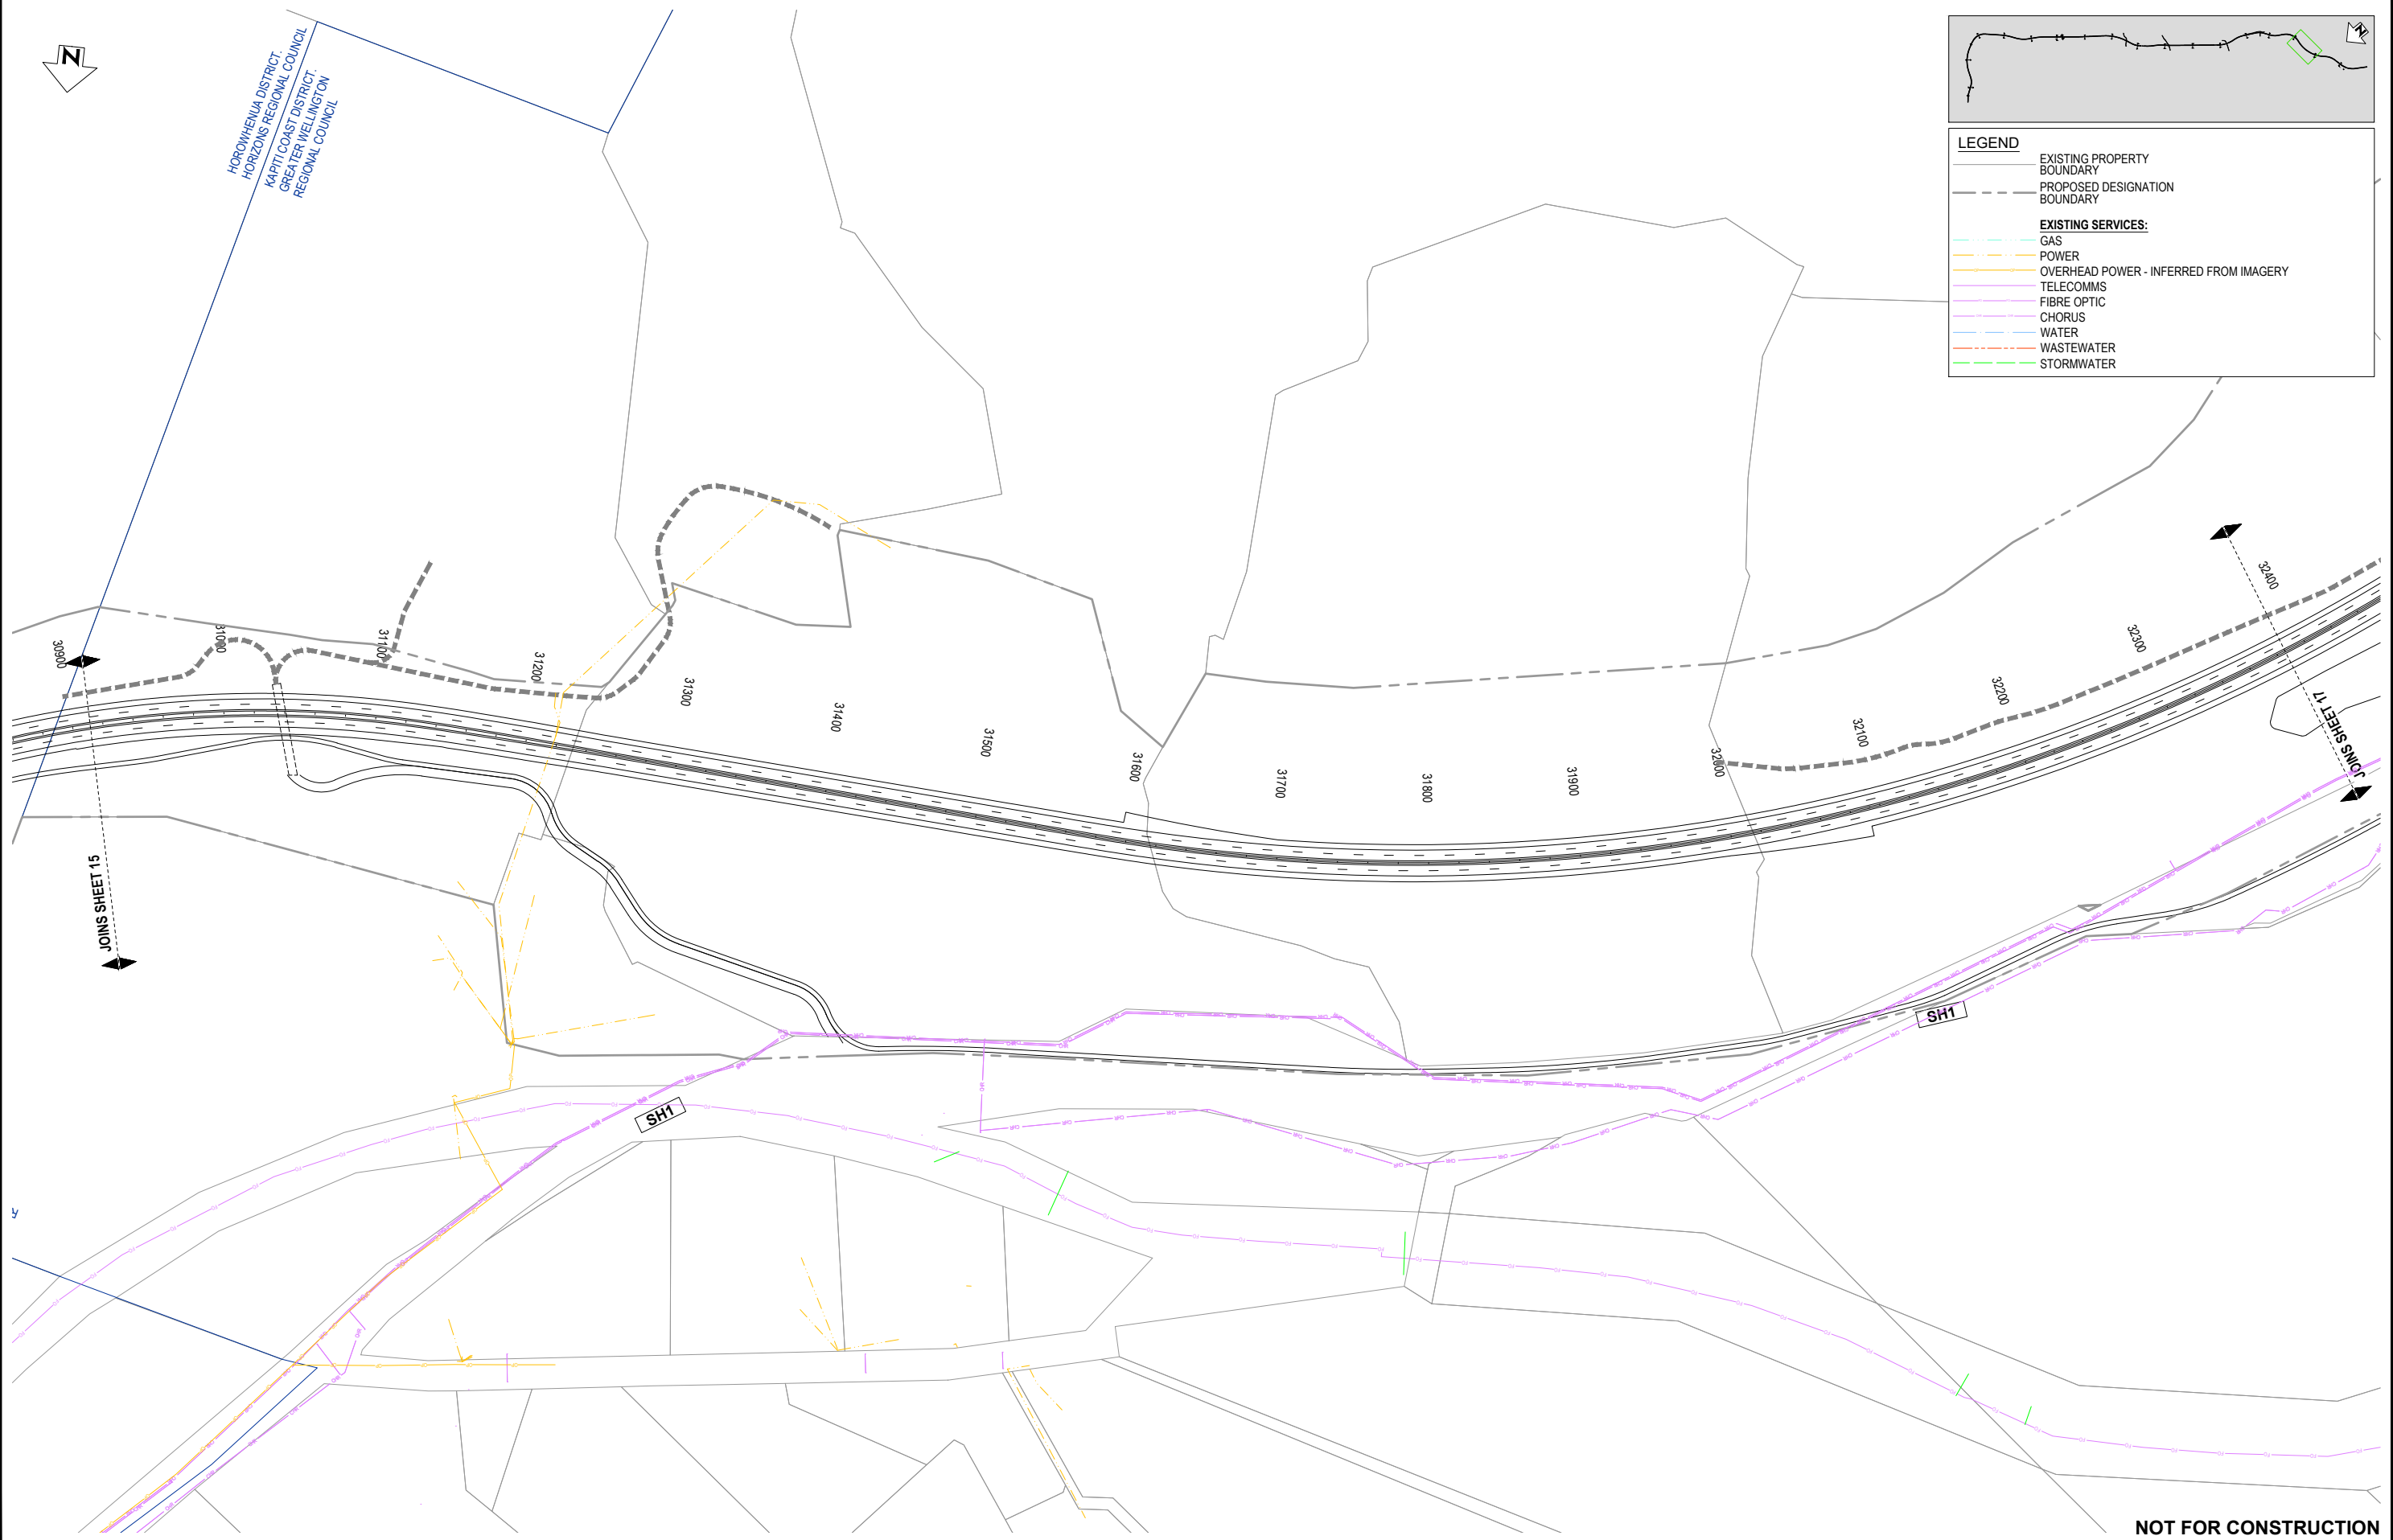 N
HOROWHENUA DISTRICT.
HORIZONS REGIONAL COUNCIL
KAPITI COAST DISTRICT.
GREATER WELLINGTON
REGIONAL COUNCIL
N
LEGEND
EXISTING PROPERTY
BOUNDARY
PROPOSED DESIGNATION
BOUNDARY
EXISTING SERVICES:
GAS
POWER
OVERHEAD POWER - INFERRED FROM IMAGERY
TELECOMMS
FIBRE OPTIC
CHORUS
WATER
WASTEWATER
STORMWATER
30900
31000
31100
31200
31300
31400
31500
31600
31700
31800
31900
32000
32100
32200
32300
32400
JOINS SHEET 15
JOINS SHEET 17
SH1
SH1
NOT FOR CONSTRUCTION